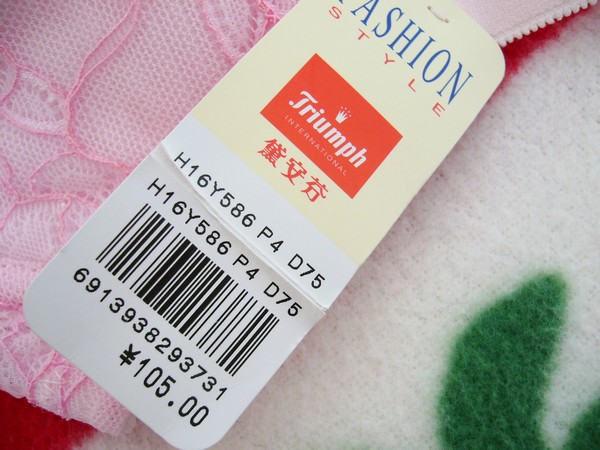 FASHION
STYLE
Triumph
INTERNATIONAL
黛安芬
H16Y586 P4 D75
H16Y586 P4 D75
6913938293731
¥105.00